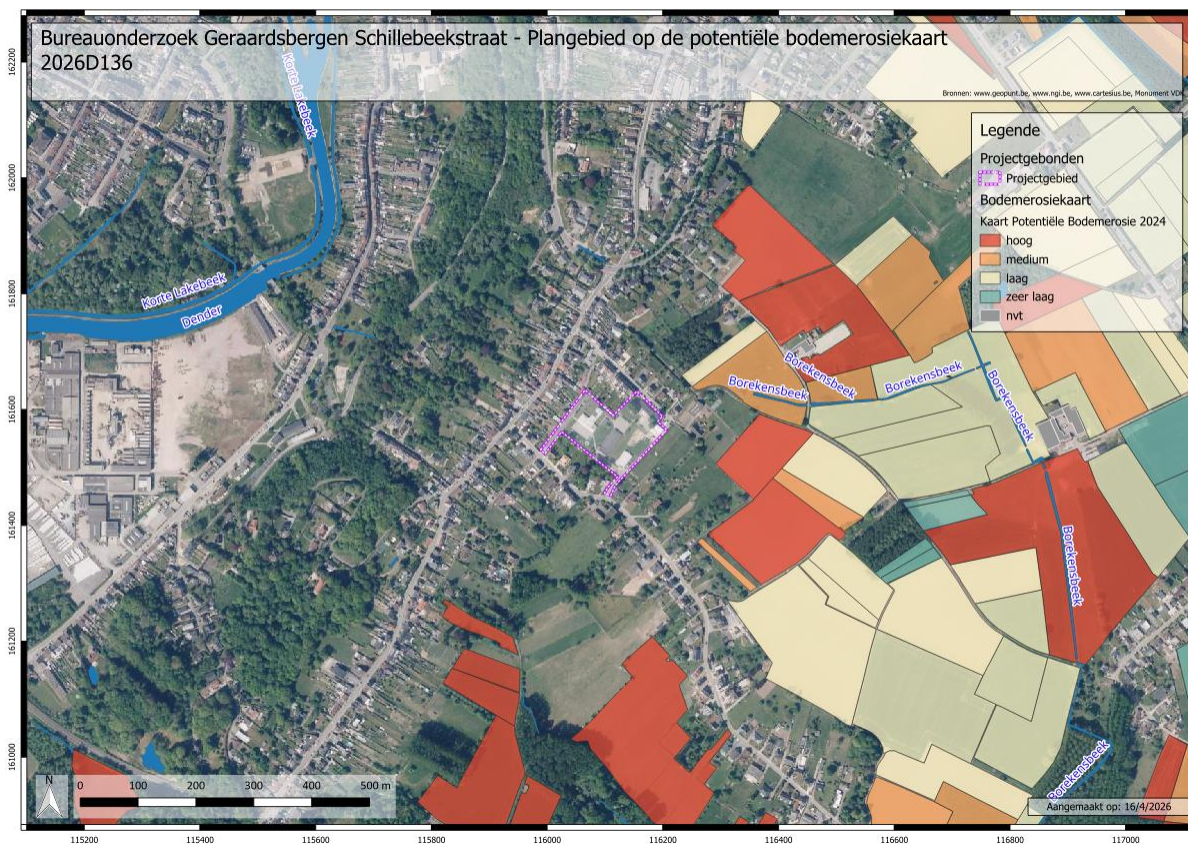 Bureauonderzoek Geraardsbergen Schillebeekstraat - Plangebied op de potentiële bodemerosiekaart
2026D136
Bronnen: www.geopunt.be, www.ngi.be, www.cartesius.be, Monument VDK
Legende
Projectgebonden
Projectgebied
Bodemerosiekaart
Kaart Potentiële Bodemerosie 2024
hoog
medium
laag
zeer laag
nvt
Korte Lakebeek
Korte Lakebeek
Dender
Borekensbeek
Borekensbeek
Borekensbeek
Borekensbeek
Borekensbeek
Borekensbeek
N
0 100 200 300 400 500 m
Aangemaakt op: 16/4/2026
162200
162000
161800
161600
161400
161200
161000
115200 115400 115600 115800 116000 116200 116400 116600 116800 117000